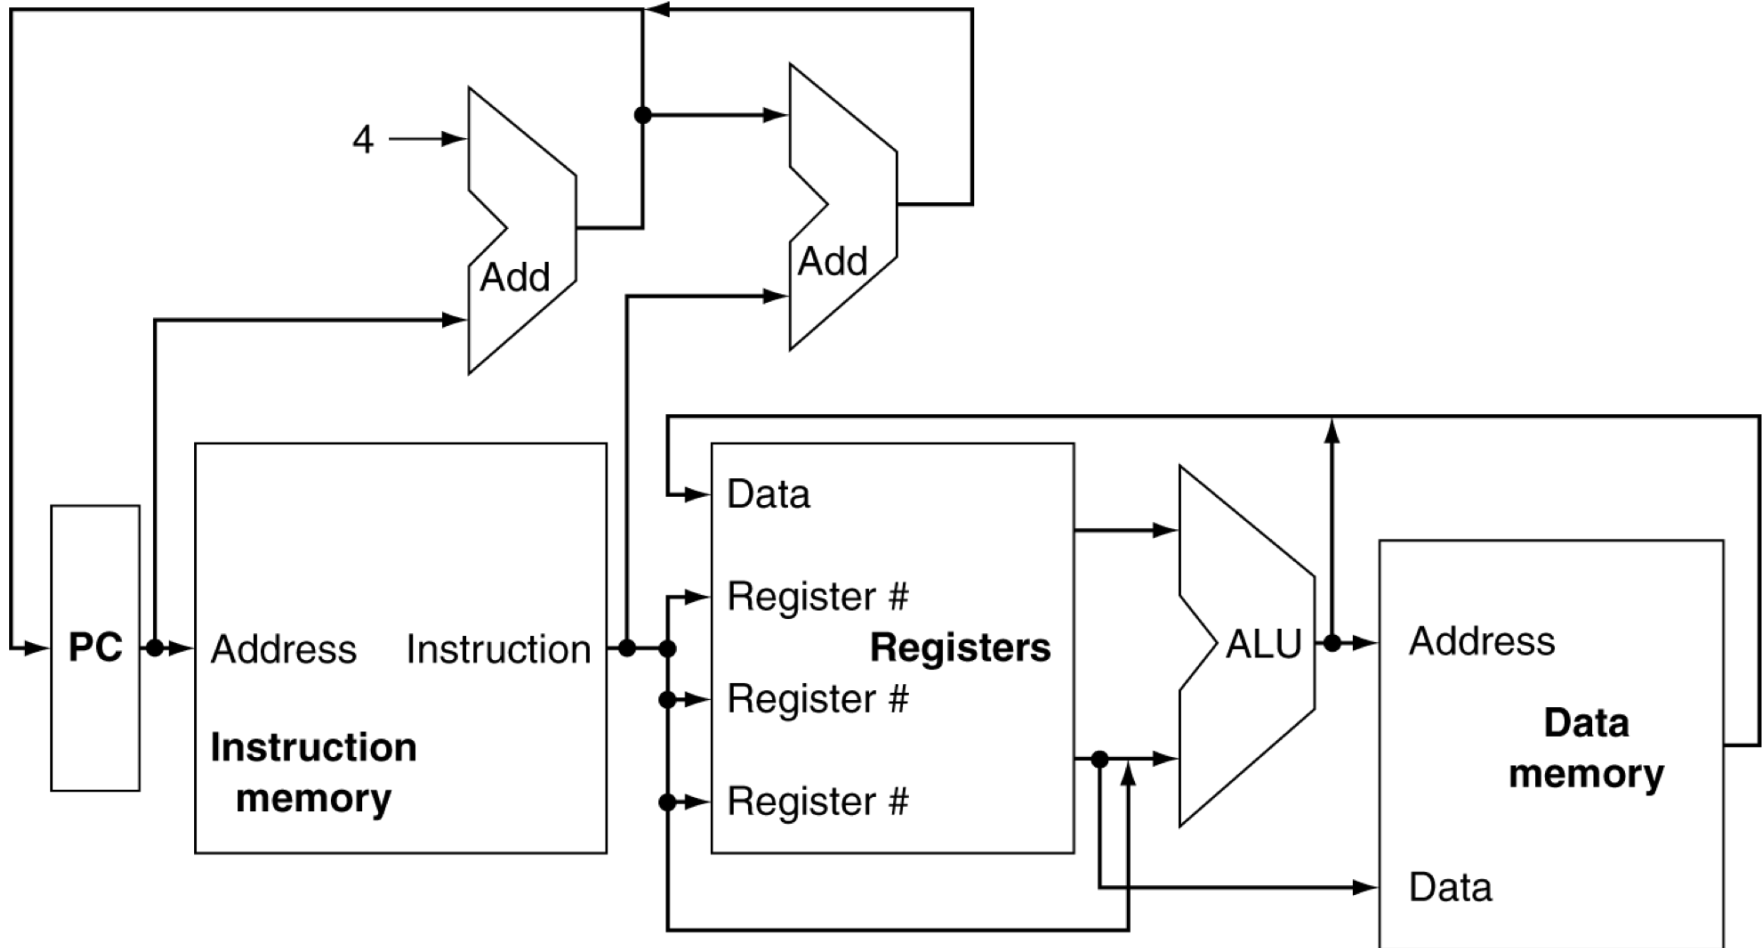 4
Add
Add
Data
Register #
PC
Address
Instruction
Registers
ALU
Address
Register #
Instruction
memory
Data
memory
Register #
Data